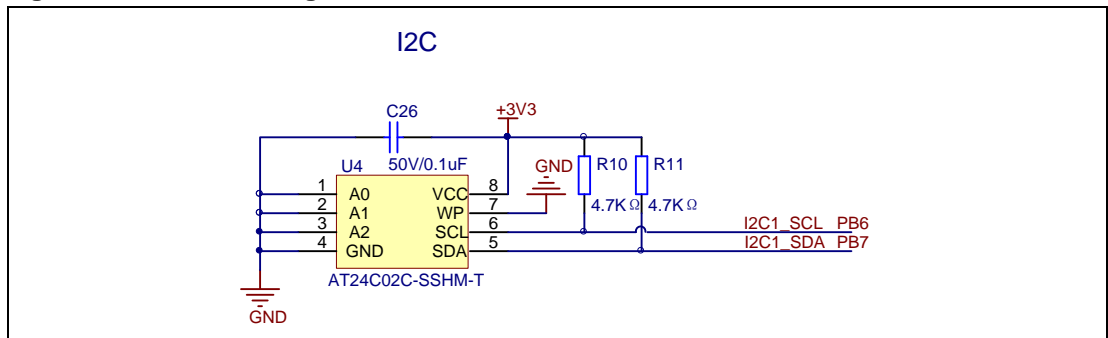 I2C
C26
+3V3
50V/0.1uF
GND
R10
R11
U4
1
A0
VCC
8
2
A1
WP
7
4.7KΩ
4.7KΩ
3
A2
SCL
6
I2C1_SCL PB6
4
GND
SDA
5
I2C1_SDA PB7
AT24C02C-SSHM-T
GND